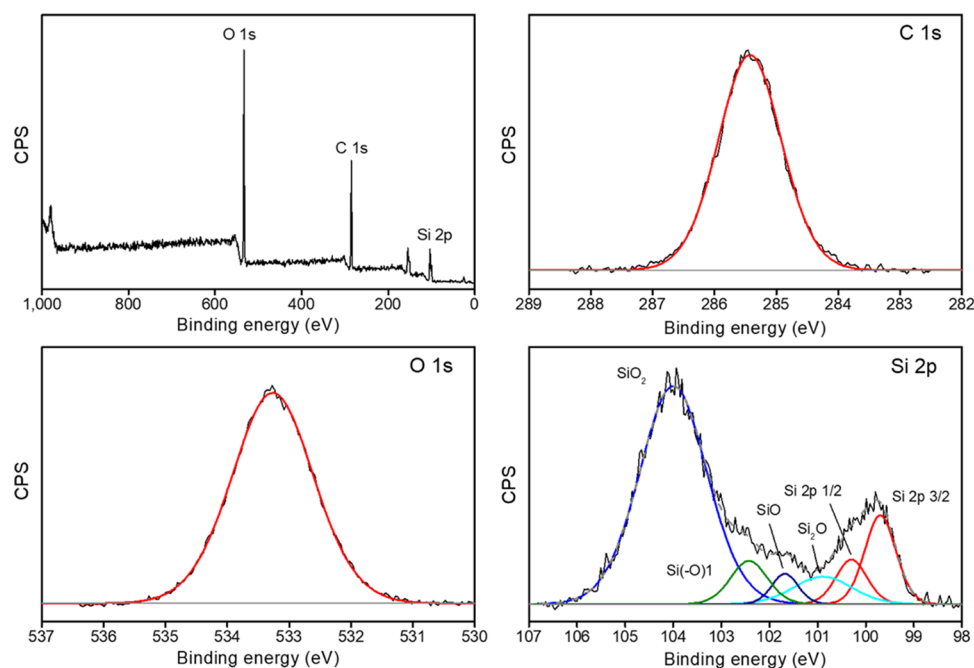 O 1s
C 1s
Si 2p
CPS
1,000 800 600 400 200 0
Binding energy (eV)
C 1s
CPS
289 288 287 286 285 284 283 282
Binding energy (eV)
O 1s
CPS
537 536 535 534 533 532 531 530
Binding energy (eV)
Si 2p
SiO₂
Si 2p 1/2
Si 2p 3/2
SiO
Si₂O
Si(-O)1
CPS
107 106 105 104 103 102 101 100 99 98
Binding energy (eV)